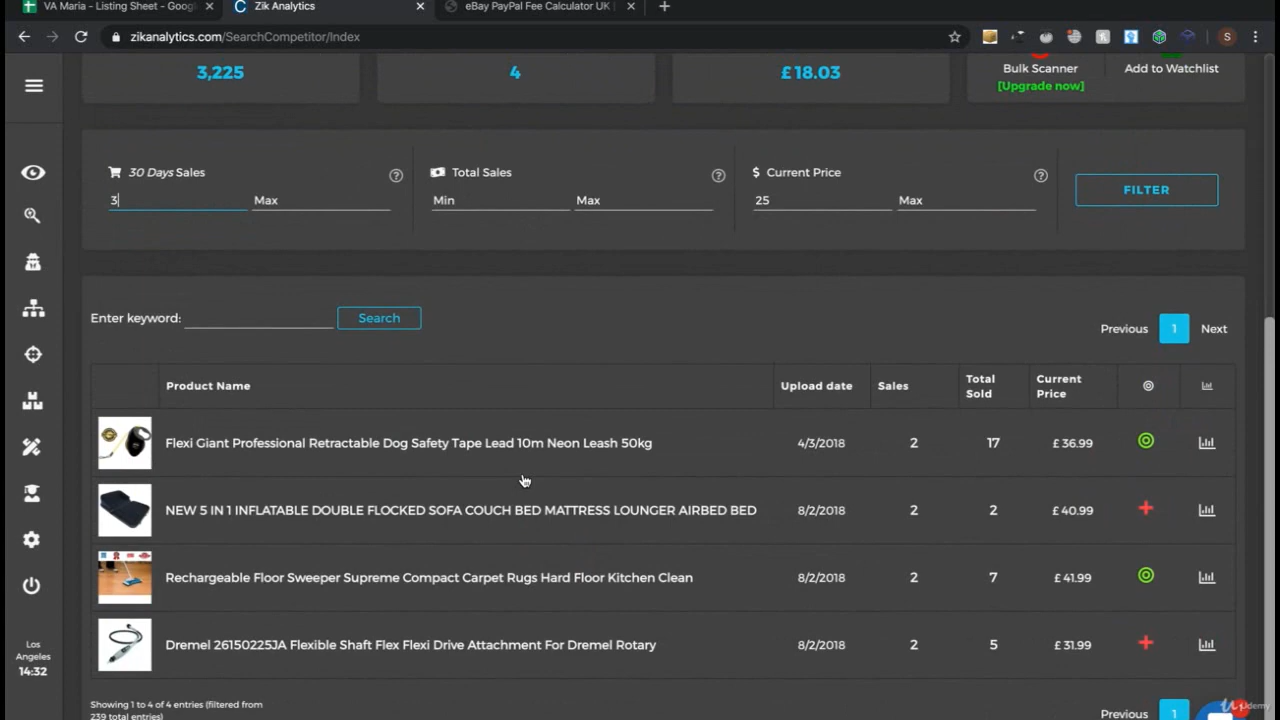 VA Maria - Listing Sheet - Googl
Zik Analytics
eBay PayPal Fee Calculator UK |
zikanalytics.com/SearchCompetitor/Index
S
3,225
4
£18.03
Bulk Scanner
[Upgrade now]
Add to Watchlist
30 Days Sales
Total Sales
$ Current Price
3
Max
Min
Max
25
Max
FILTER
Enter keyword:
Search
Previous
1
Next
Product Name
Upload date
Sales
Total Sold
Current Price
Flexi Giant Professional Retractable Dog Safety Tape Lead 10m Neon Leash 50kg
4/3/2018
2
17
£ 36.99
NEW 5 IN 1 INFLATABLE DOUBLE FLOCKED SOFA COUCH BED MATTRESS LOUNGER AIRBED BED
8/2/2018
2
2
£ 40.99
Rechargeable Floor Sweeper Supreme Compact Carpet Rugs Hard Floor Kitchen Clean
8/2/2018
2
7
£ 41.99
Dremel 26150225JA Flexible Shaft Flex Flexi Drive Attachment For Dremel Rotary
8/2/2018
2
5
£ 31.99
Los
Angeles
14:32
Showing 1 to 4 of 4 entries (filtered from
239 total entries)
Previous
1
Udemy